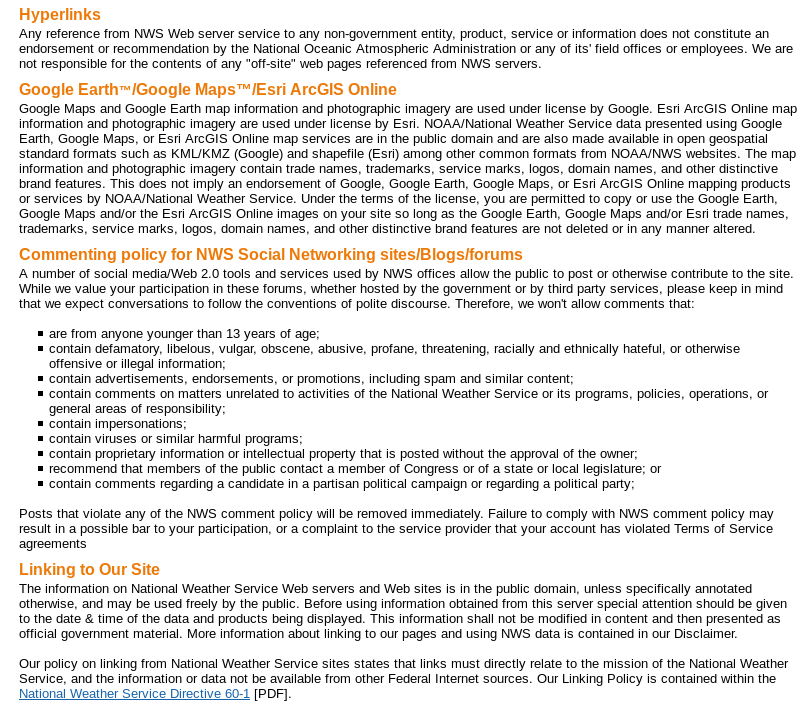 Hyperlinks
Any reference from NWS Web server service to any non-government entity, product, service or information does not constitute an
endorsement or recommendation by the National Oceanic Atmospheric Administration or any of its' field offices or employees. We are
not responsible for the contents of any "off-site" web pages referenced from NWS servers.
Google Earth™/Google Maps™/Esri ArcGIS Online
Google Maps and Google Earth map information and photographic imagery are used under license by Google. Esri ArcGIS Online map
information and photographic imagery are used under license by Esri. NOAA/National Weather Service data presented using Google
Earth, Google Maps, or Esri ArcGIS Online map services are in the public domain and are also made available in open geospatial
standard formats such as KML/KMZ (Google) and shapefile (Esri) among other common formats from NOAA/NWS websites. The map
information and photographic imagery contain trade names, trademarks, service marks, logos, domain names, and other distinctive
brand features. This does not imply an endorsement of Google, Google Earth, Google Maps, or Esri ArcGIS Online mapping products
or services by NOAA/National Weather Service. Under the terms of the license, you are permitted to copy or use the Google Earth,
Google Maps and/or the Esri ArcGIS Online images on your site so long as the Google Earth, Google Maps and/or Esri trade names,
trademarks, service marks, logos, domain names, and other distinctive brand features are not deleted or in any manner altered.
Commenting policy for NWS Social Networking sites/Blogs/forums
A number of social media/Web 2.0 tools and services used by NWS offices allow the public to post or otherwise contribute to the site.
While we value your participation in these forums, whether hosted by the government or by third party services, please keep in mind
that we expect conversations to follow the conventions of polite discourse. Therefore, we won't allow comments that:
▪ are from anyone younger than 13 years of age;
▪ contain defamatory, libelous, vulgar, obscene, abusive, profane, threatening, racially and ethnically hateful, or otherwise
offensive or illegal information;
▪ contain advertisements, endorsements, or promotions, including spam and similar content;
▪ contain comments on matters unrelated to activities of the National Weather Service or its programs, policies, operations, or
general areas of responsibility;
▪ contain impersonations;
▪ contain viruses or similar harmful programs;
▪ contain proprietary information or intellectual property that is posted without the approval of the owner;
▪ recommend that members of the public contact a member of Congress or of a state or local legislature; or
▪ contain comments regarding a candidate in a partisan political campaign or regarding a political party;
Posts that violate any of the NWS comment policy will be removed immediately. Failure to comply with NWS comment policy may
result in a possible bar to your participation, or a complaint to the service provider that your account has violated Terms of Service
agreements
Linking to Our Site
The information on National Weather Service Web servers and Web sites is in the public domain, unless specifically annotated
otherwise, and may be used freely by the public. Before using information obtained from this server special attention should be given
to the date & time of the data and products being displayed. This information shall not be modified in content and then presented as
official government material. More information about linking to our pages and using NWS data is contained in our Disclaimer.
Our policy on linking from National Weather Service sites states that links must directly relate to the mission of the National Weather
Service, and the information or data not be available from other Federal Internet sources. Our Linking Policy is contained within the
National Weather Service Directive 60-1 [PDF].